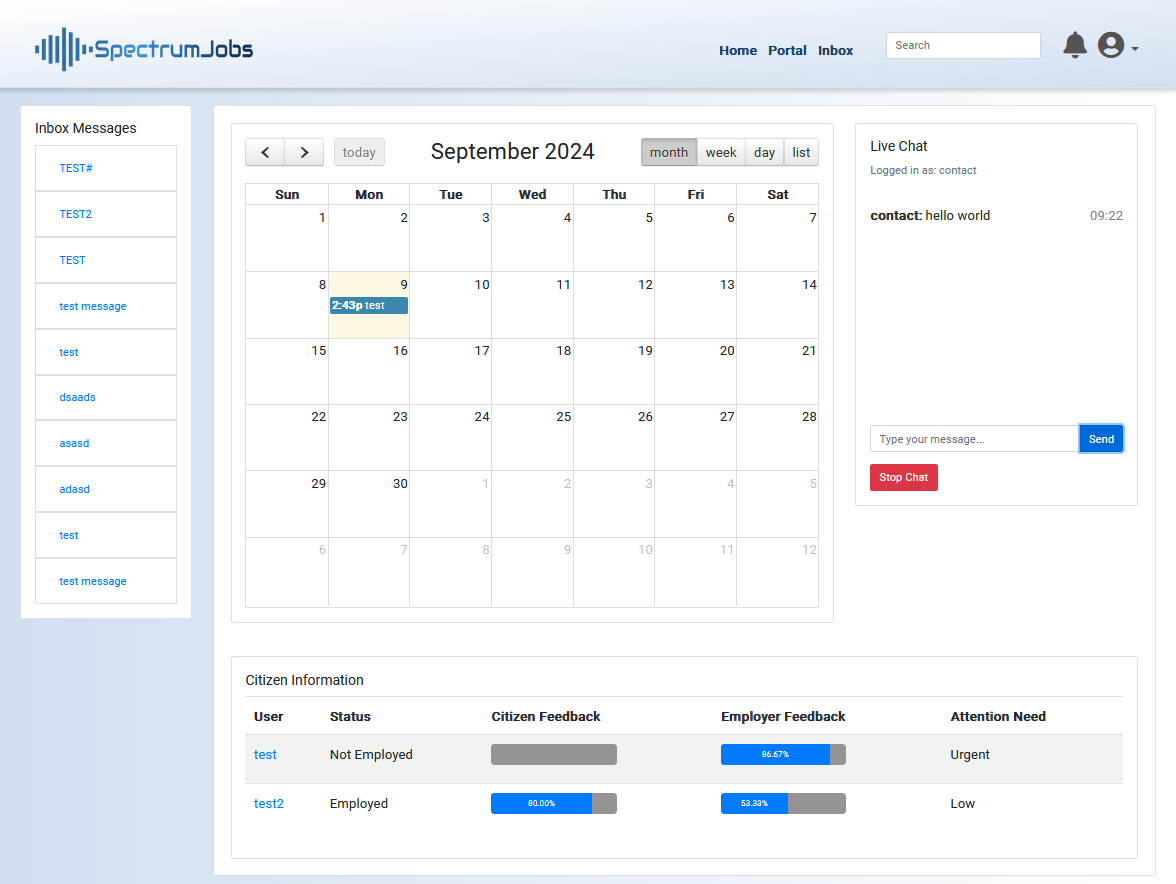 SpectrumJobs
Home Portal Inbox
Search
Inbox Messages
TEST#
TEST2
TEST
test message
test
dsaads
asasd
adasd
test
test message
today
September 2024
month week day list
Sun Mon Tue Wed Thu Fri Sat
1 2 3 4 5 6 7
8 9 10 11 12 13 14
2:43p test
15 16 17 18 19 20 21
22 23 24 25 26 27 28
29 30 1 2 3 4 5
6 7 8 9 10 11 12
Live Chat
Logged in as: contact
contact: hello world 09:22
Type your message... Send
Stop Chat
Citizen Information
User Status Citizen Feedback Employer Feedback Attention Need
test Not Employed 86.67% Urgent
test2 Employed 80.00% 53.33% Low